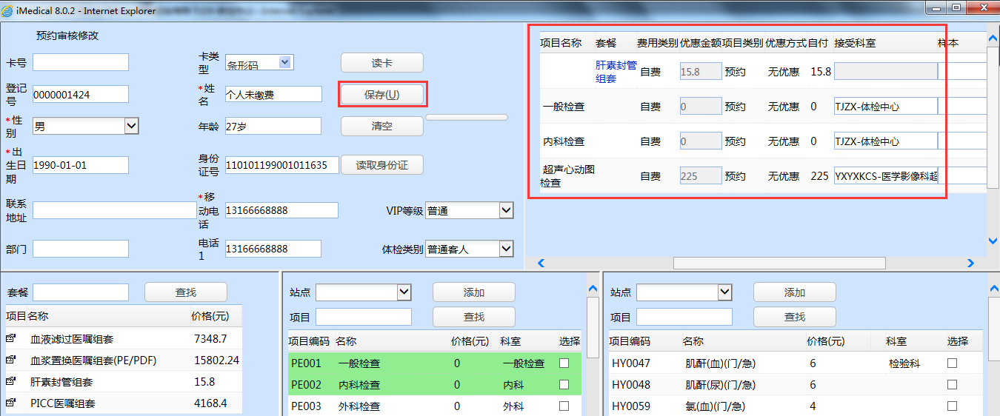 iMedical 8.0.2 - Internet Explorer
预约审核修改
卡号
卡类型 条形码
读卡
登记号 0000001424
*姓名 个人未缴费
保存(U)
*性别 男
年龄 27岁
清空
*出生日期 1990-01-01
身份证号 110101199001011635
读取身份证
联系地址
*移动电话 13166668888
VIP等级 普通
部门
电话1 13166668888
体检类别 普通客人
项目名称 套餐 费用类别 优惠金额 项目类别 优惠方式 自付 接受科室 样本
肝素封管组套 自费 15.8 预约 无优惠 15.8
一般检查 自费 0 预约 无优惠 0 TJZX-体检中心
内科检查 自费 0 预约 无优惠 0 TJZX-体检中心
超声心动图检查 自费 225 预约 无优惠 225 YXYXKCS-医学影像科超
套餐 查找
项目名称 价格(元)
血液滤过医嘱组套 7348.7
血浆置换医嘱组套(PE/PDF) 15802.24
肝素封管组套 15.8
PICC医嘱组套 4168.4
站点 添加
项目 查找
项目编码 名称 价格(元) 科室 选择
PE001 一般检查 0 一般检查
PE002 内科检查 0 内科
PE003 外科检查 0 外科
站点 添加
项目 查找
项目编码 名称 价格(元) 科室 选择
HY0047 肌酐(血)(门/急) 6 检验科
HY0048 肌酐(尿)(门/急) 6
HY0059 氯(血)(门/急) 4